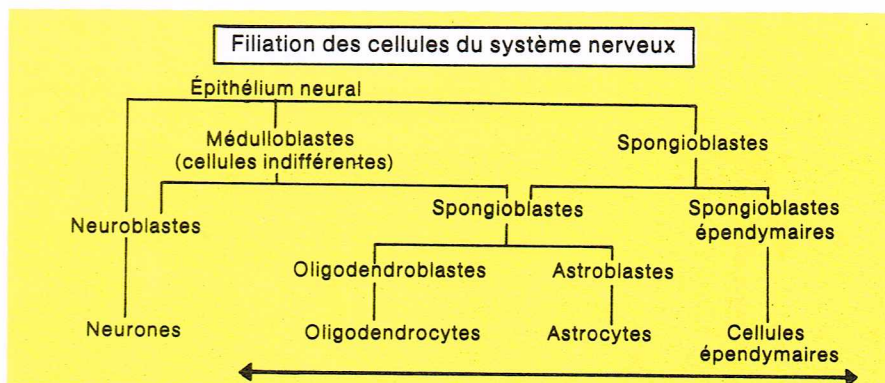 Filiation des cellules du système nerveux
Épithélium neural
Médulloblastes
(cellules indifférentes)
Spongioblastes
Neuroblastes
Spongioblastes
Spongioblastes
épendymaires
Oligodendroblastes
Astroblastes
Neurones
Oligodendrocytes
Astrocytes
Cellules
épendymaires